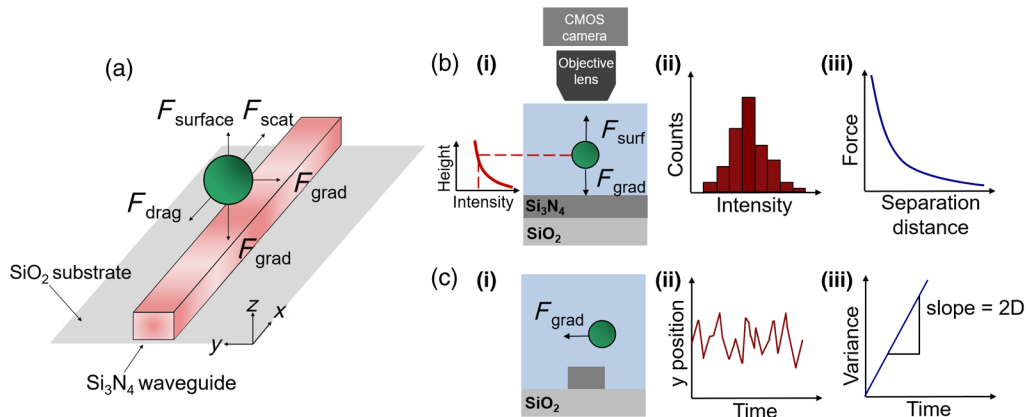 (a)
F surface
F scat
F grad
F drag
F grad
SiO2 substrate
z
x
y
Si3N4 waveguide
(b)
(i)
CMOS
camera
Objective
lens
F surf
F grad
Height
Intensity
Si3N4
SiO2
(ii)
Counts
Intensity
(iii)
Force
Separation
distance
(c)
(i)
F grad
SiO2
(ii)
y position
Time
(iii)
Variance
slope = 2D
Time